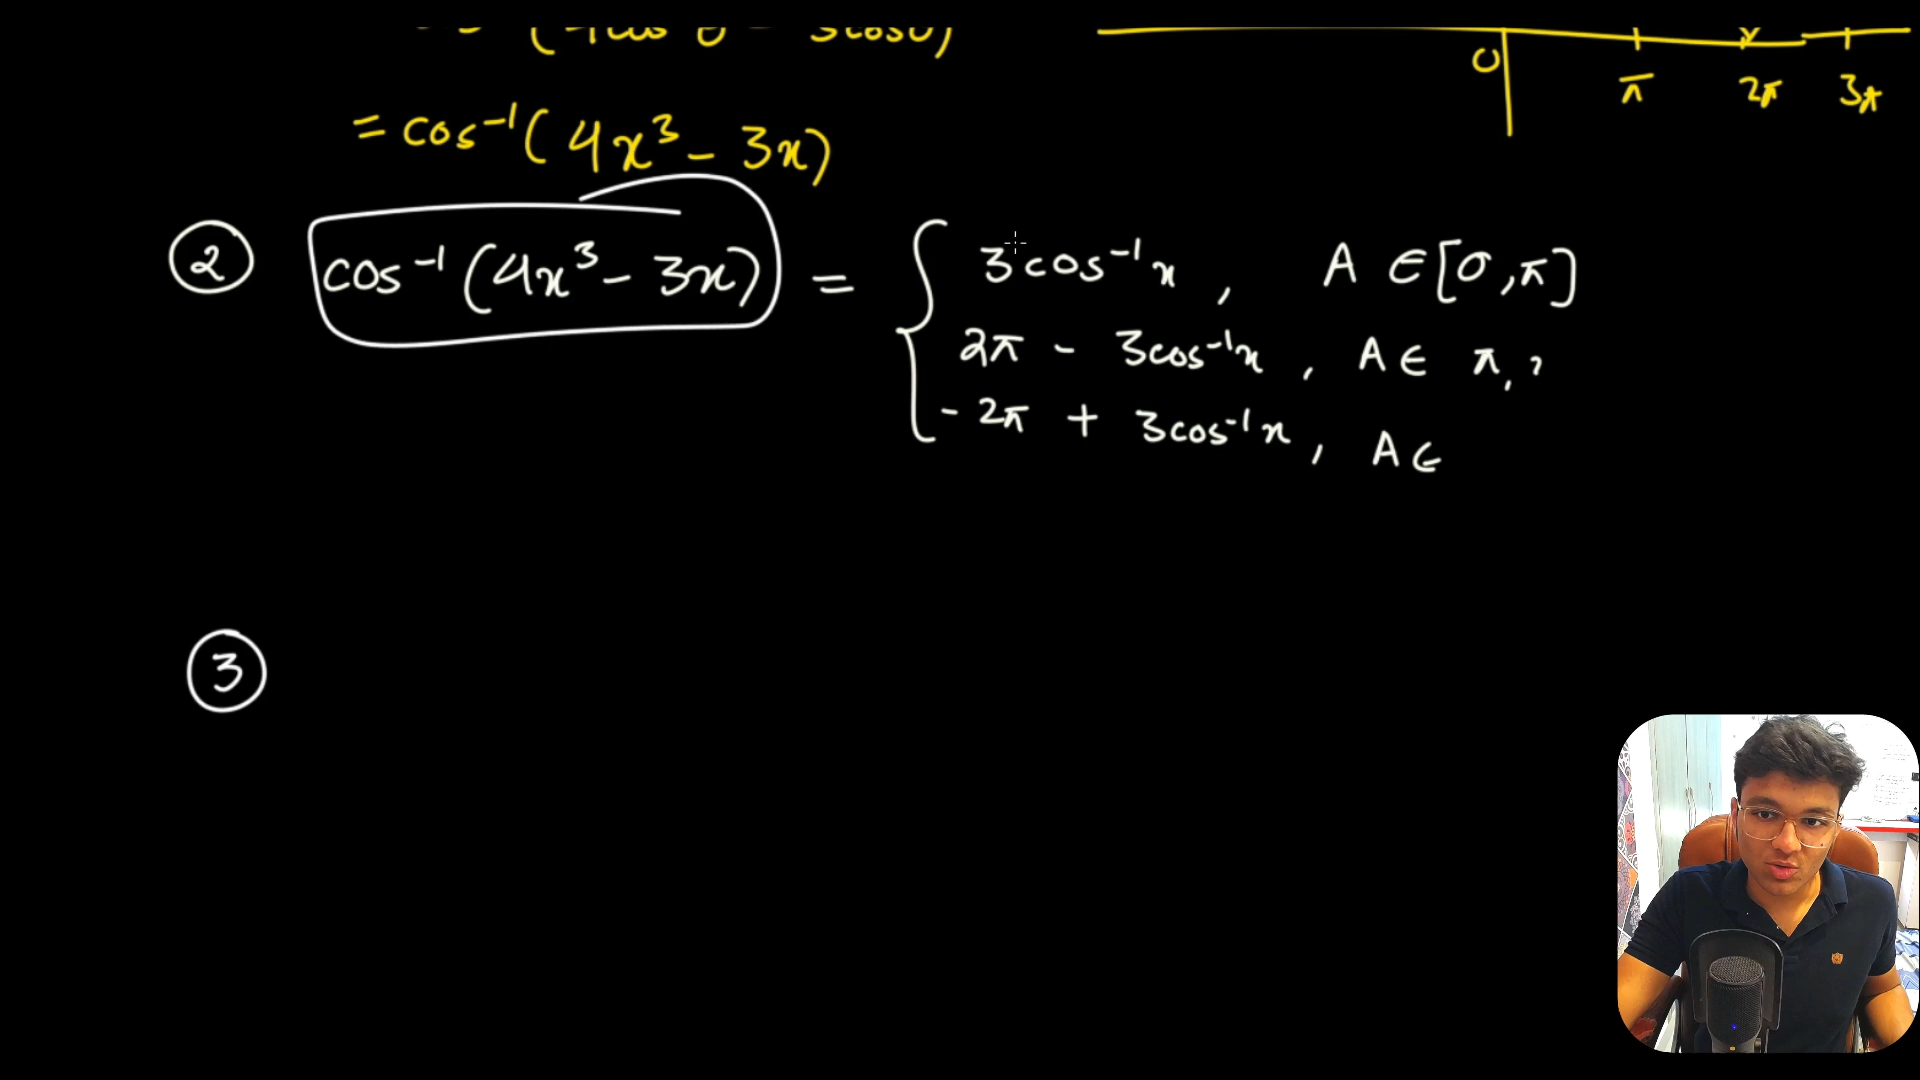 = cos⁻¹(4x³ - 3x)
0 π 2π 3π
② cos⁻¹(4x³ - 3x) = { 3cos⁻¹x, A ∈ [0, π]
2π - 3cos⁻¹x, A ∈ π,
-2π + 3cos⁻¹x, A ∈
③